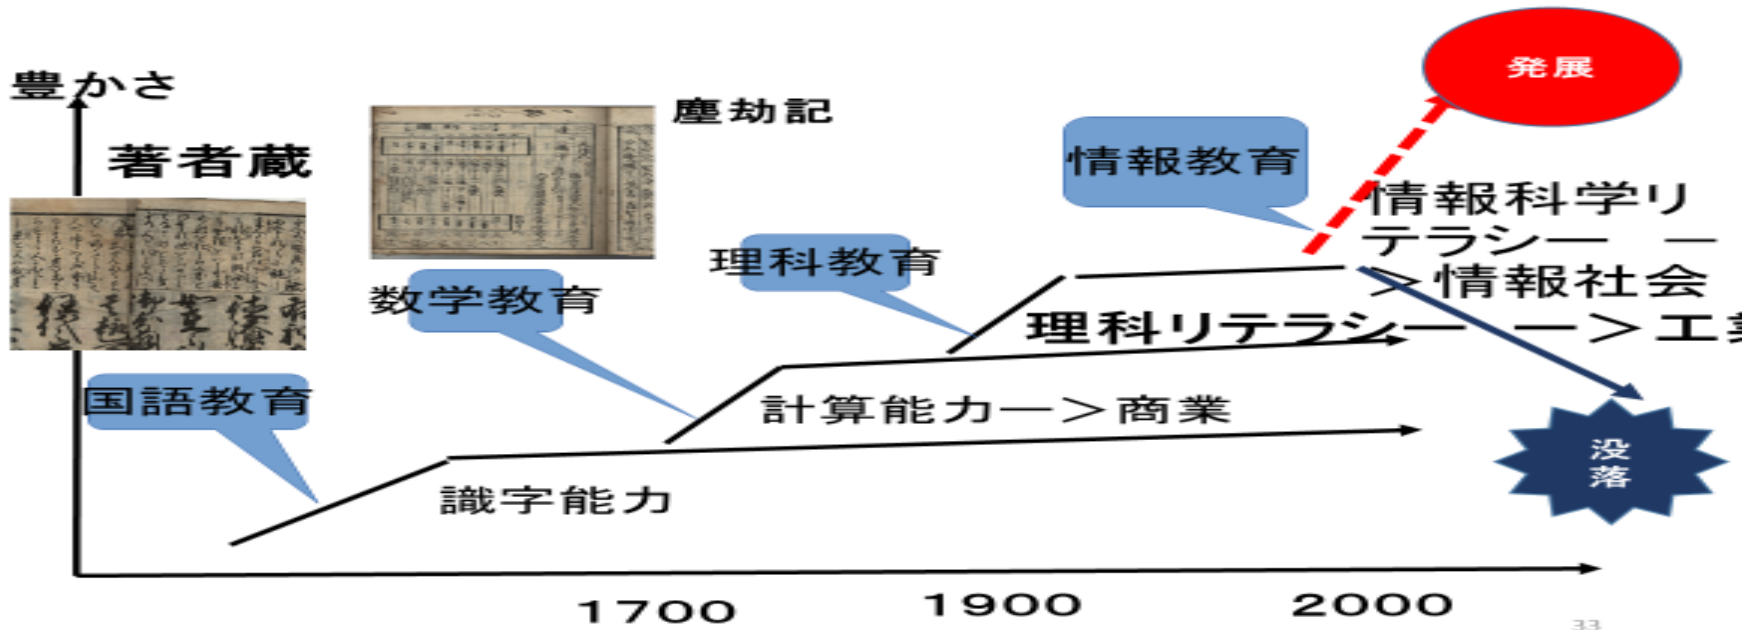 豊かさ
著者蔵
塵劫記
発展
情報教育
情報科学リ
テラシー ー
>情報社会
理科教育
理科リテラシー ー>工
数学教育
計算能力ー>商業
国語教育
識字能力
没
落
1700
1900
2000
33